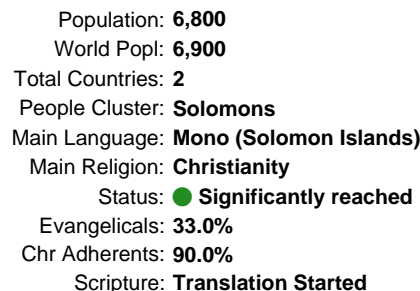 Population: 6,800
World Popl: 6,900
Total Countries: 2
People Cluster: Solomons
Main Language: Mono (Solomon Islands)
Main Religion: Christianity
Status: Significantly reached
Evangelicals: 33.0%
Chr Adherents: 90.0%
Scripture: Translation Started